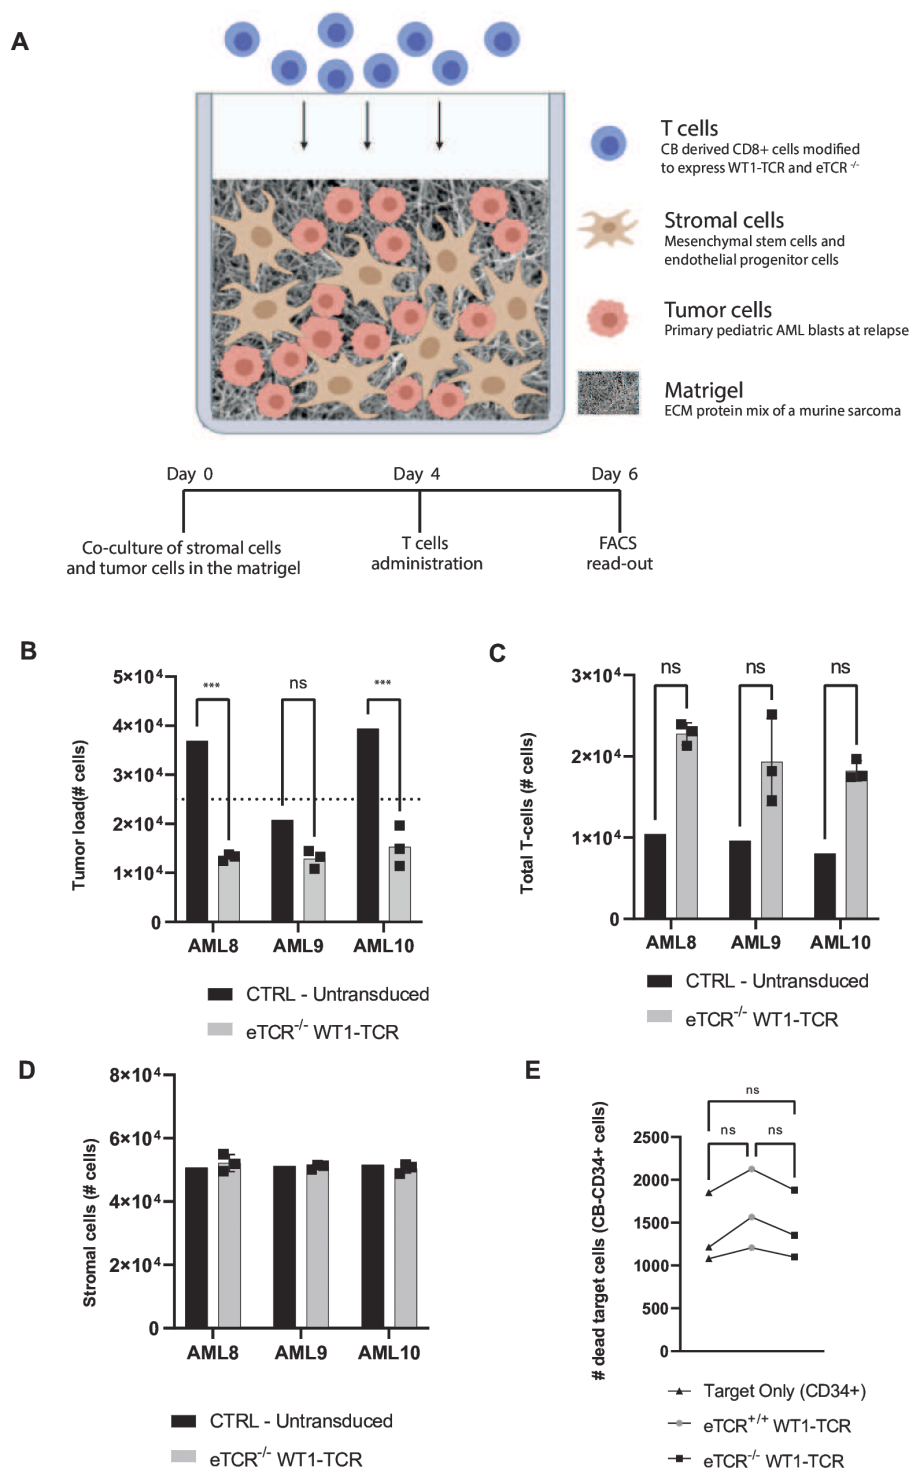 A
T cells
CB derived CD8+ cells modified
to express WT1-TCR and eTCR -/-
Stromal cells
Mesenchymal stem cells and
endothelial progenitor cells
Tumor cells
Primary pediatric AML blasts at relapse
Matrigel
ECM protein mix of a murine sarcoma
Day 0
Day 4
Day 6
Co-culture of stromal cells
and tumor cells in the matrigel
T cells
administration
FACS
read-out
B
Tumor load(# cells)
5×10⁴
4×10⁴
3×10⁴
2×10⁴
1×10⁴
0
***
ns
***
AML8
AML9
AML10
CTRL - Untransduced
eTCR-/- WT1-TCR
C
Total T-cells (# cells)
3×10⁴
2×10⁴
1×10⁴
0
ns
ns
ns
AML8
AML9
AML10
CTRL - Untransduced
eTCR-/- WT1-TCR
D
Stromal cells (# cells)
8×10⁴
6×10⁴
4×10⁴
2×10⁴
0
AML8
AML9
AML10
CTRL - Untransduced
eTCR-/- WT1-TCR
E
# dead target cells (CB-CD34+ cells)
2500
2000
1500
1000
500
0
ns
ns
ns
Target Only (CD34+)
eTCR+/+ WT1-TCR
eTCR-/- WT1-TCR